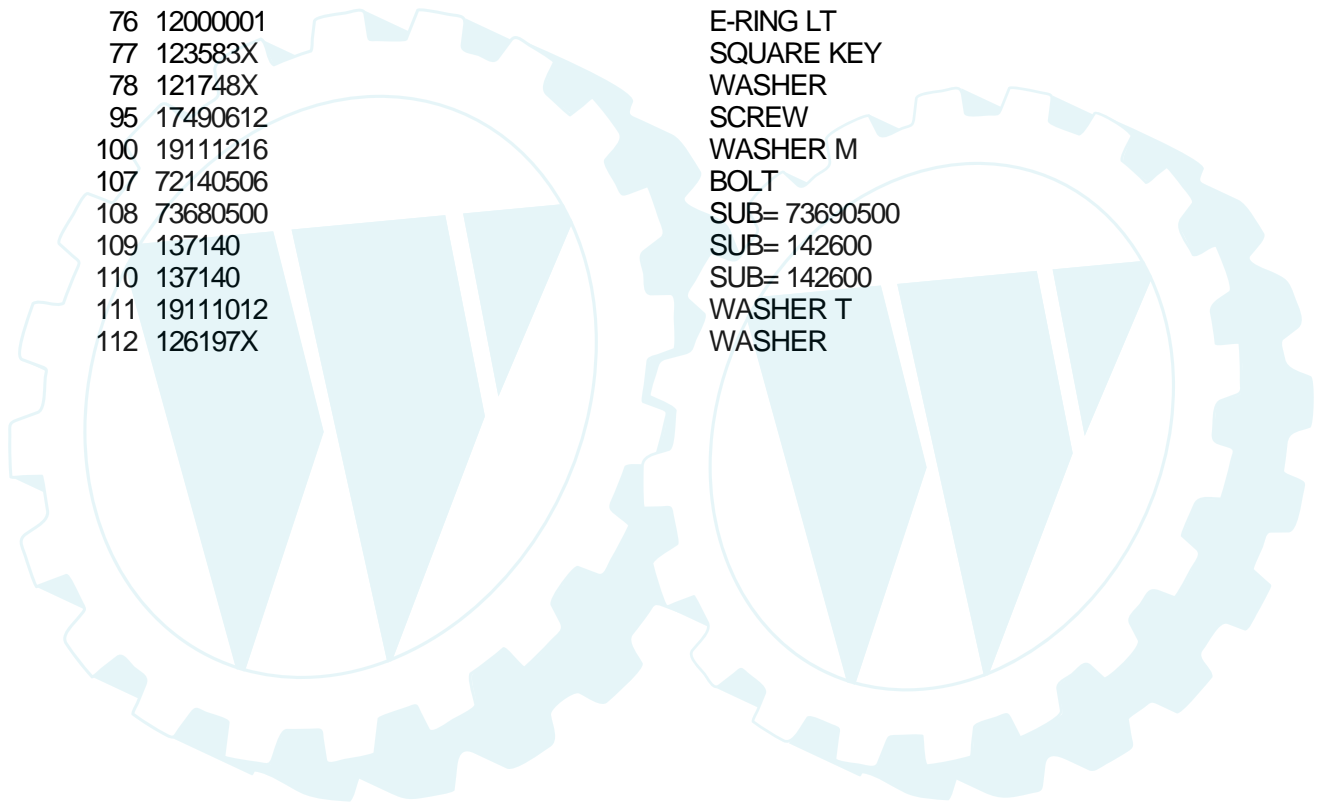 76 12000001 E-RING LT
77 123583X SQUARE KEY
78 121748X WASHER
95 17490612 SCREW
100 19111216 WASHER M
107 72140506 BOLT
108 73680500 SUB= 73690500
109 137140 SUB= 142600
110 137140 SUB= 142600
111 19111012 WASHER T
112 126197X WASHER